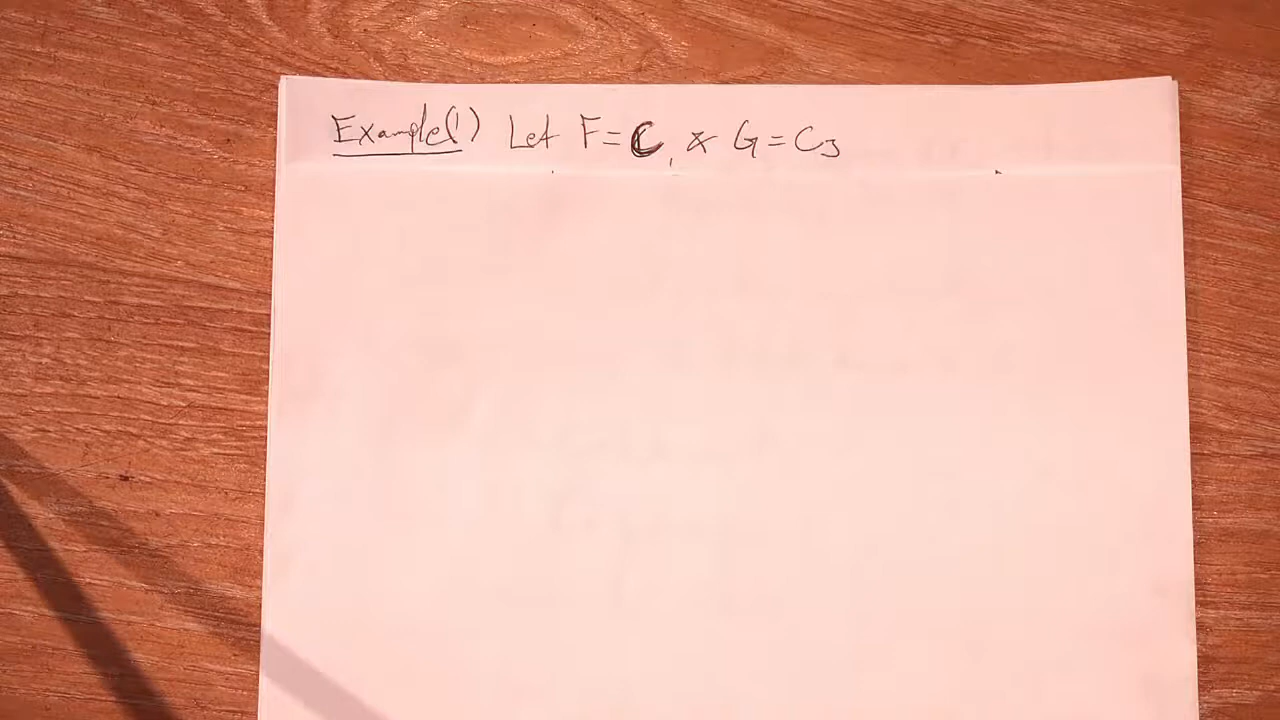 Example(1) Let F = ℂ, & G = C₃